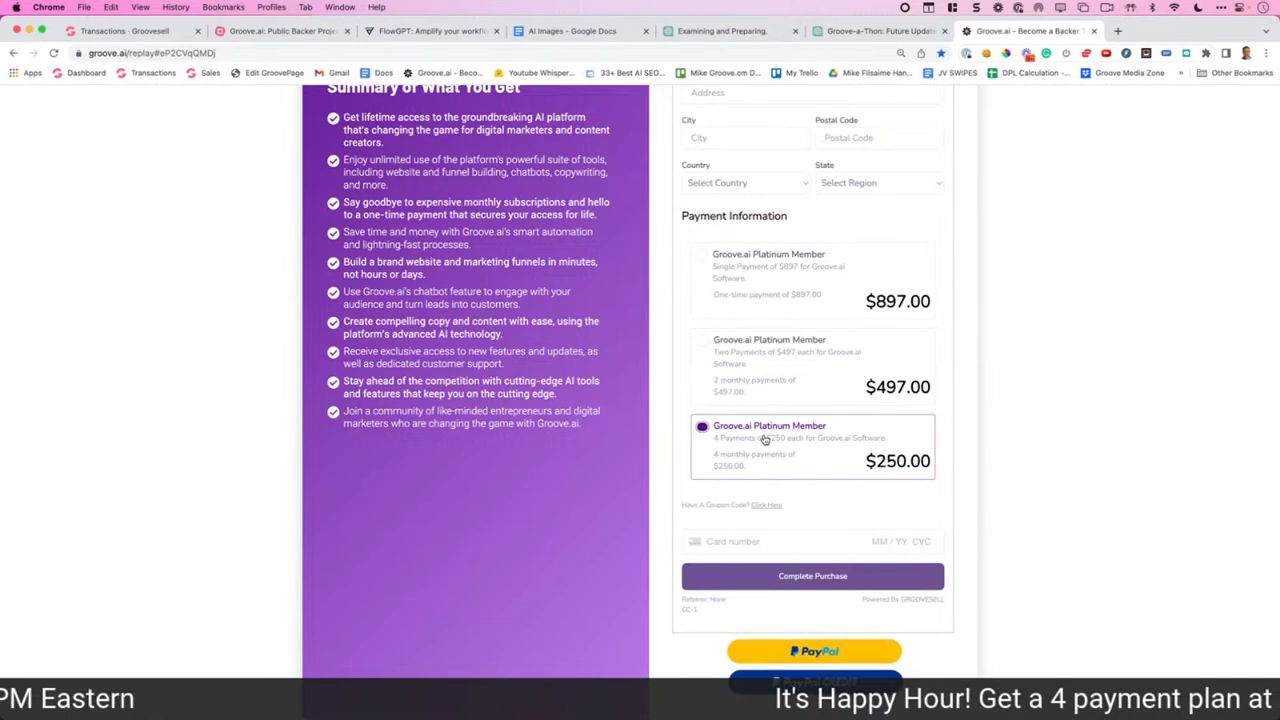 Chrome File Edit View History Bookmarks Profiles Tab Window Help
Transactions · Groovesell
Groove.ai: Public Backer Proje
FlowGPT: Amplify your workflo
AI Images - Google Docs
Examining and Preparing.
Groove-a-Thon: Future Updat
Groove.ai - Become a Backer T
groove.ai/replay#eP2CVqQMDj
Apps Dashboard Transactions Sales Edit GroovePage Gmail Docs Groove.ai - Beco... Youtube Whisper... 33+ Best AI SEO... Mike Groove.cm D... My Trello Mike Filsaime Han... JV SWIPES DPL Calculation -... Groove Media Zone » Other Bookmarks
Summary of What You Get
Get lifetime access to the groundbreaking AI platform
that's changing the game for digital marketers and content
creators.
Enjoy unlimited use of the platform's powerful suite of tools,
including website and funnel building, chatbots, copywriting,
and more.
Say goodbye to expensive monthly subscriptions and hello
to a one-time payment that secures your access for life.
Save time and money with Groove.ai's smart automation
and lightning-fast processes.
Build a brand website and marketing funnels in minutes,
not hours or days.
Use Groove.ai's chatbot feature to engage with your
audience and turn leads into customers.
Create compelling copy and content with ease, using the
platform's advanced AI technology.
Receive exclusive access to new features and updates, as
well as dedicated customer support.
Stay ahead of the competition with cutting-edge AI tools
and features that keep you on the cutting edge.
Join a community of like-minded entrepreneurs and digital
marketers who are changing the game with Groove.ai.
Address
City Postal Code
City Postal Code
Country State
Select Country Select Region
Payment Information
Groove.ai Platinum Member
Single Payment of $897 for Groove.ai
Software.
One-time payment of $897.00
$897.00
Groove.ai Platinum Member
Two Payments of $497 each for Groove.ai
Software.
2 monthly payments of
$497.00.
$497.00
Groove.ai Platinum Member
4 Payments of $250 each for Groove.ai Software.
4 monthly payments of
$250.00.
$250.00
Have A Coupon Code? Click Here
Card number MM / YY CVC
Complete Purchase
Referrer: None Powered By GROOVESELL
CC-1
PayPal
PayPal CREDIT
PM Eastern It's Happy Hour! Get a 4 payment plan at